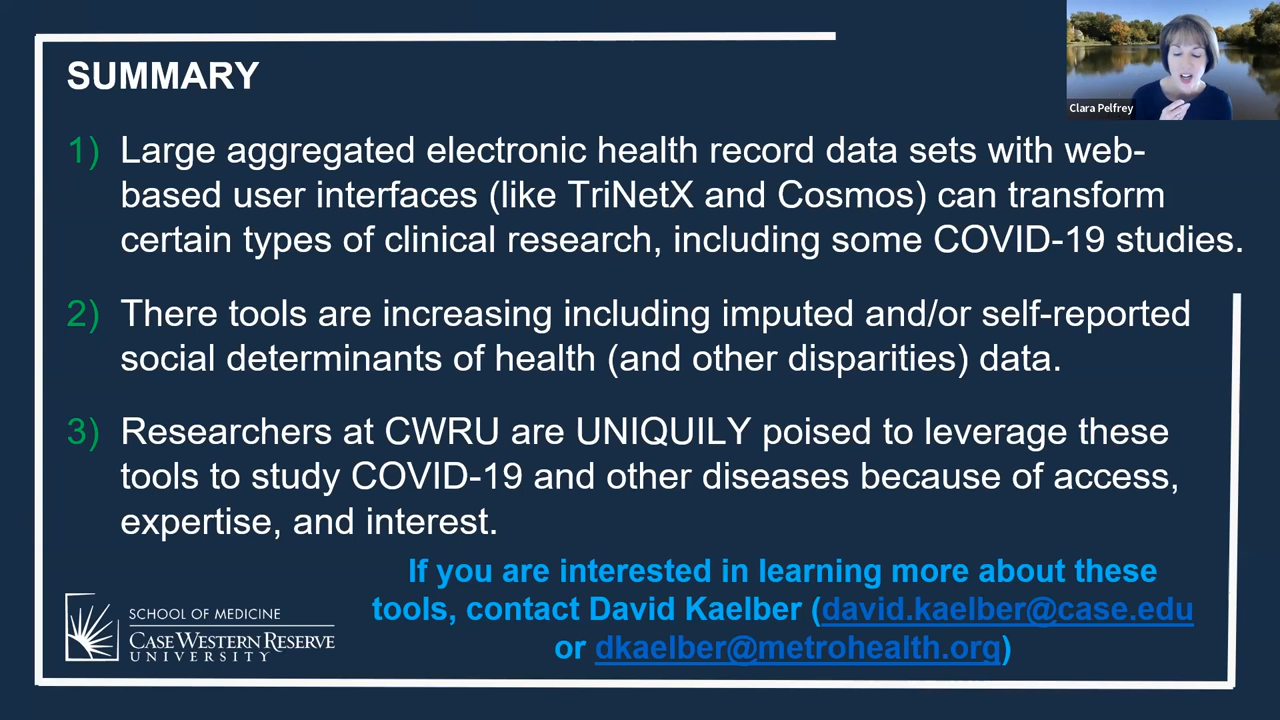 SUMMARY
Clara Pelfrey
1) Large aggregated electronic health record data sets with web-
based user interfaces (like TriNetX and Cosmos) can transform
certain types of clinical research, including some COVID-19 studies.
2) There tools are increasing including imputed and/or self-reported
social determinants of health (and other disparities) data.
3) Researchers at CWRU are UNIQUILY poised to leverage these
tools to study COVID-19 and other diseases because of access,
expertise, and interest.
If you are interested in learning more about these
tools, contact David Kaelber (david.kaelber@case.edu
or dkaelber@metrohealth.org)
SCHOOL OF MEDICINE
CASE WESTERN RESERVE
UNIVERSITY